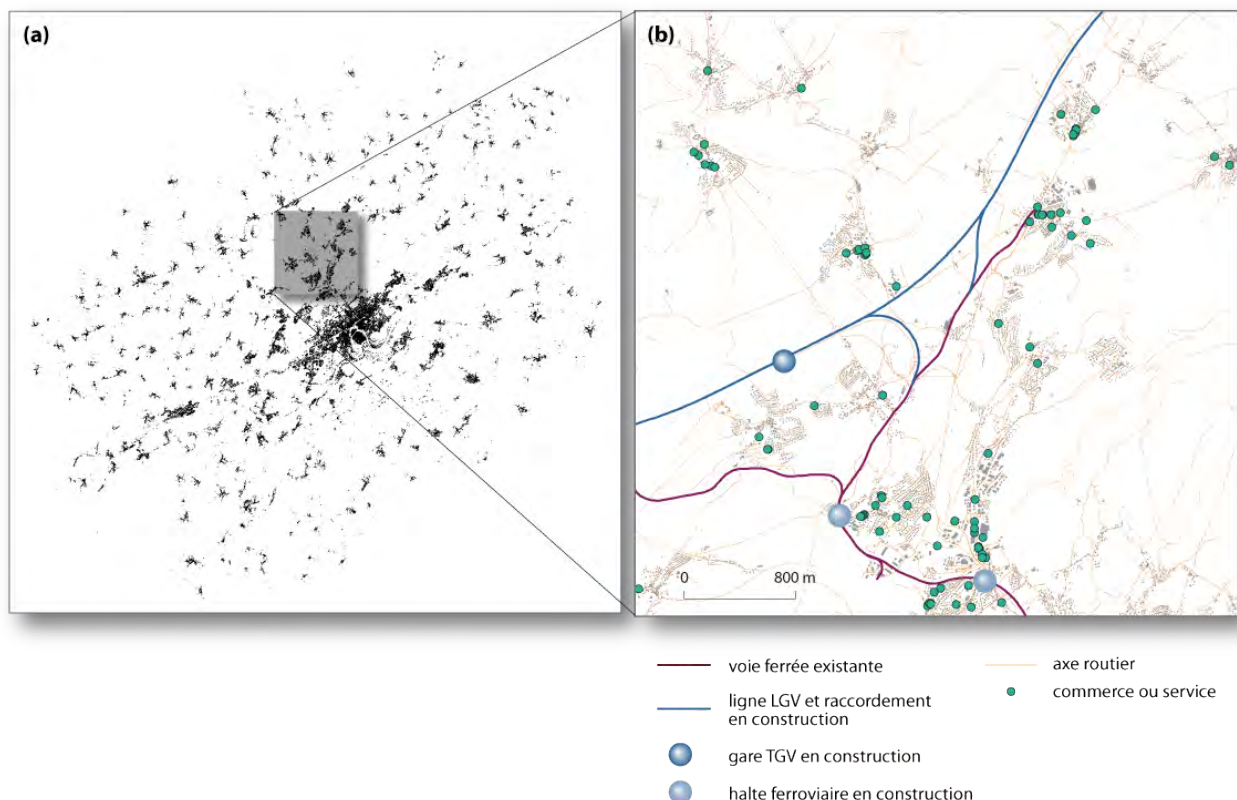 (a)
(b)
0 800 m
voie ferrée existante
ligne LGV et raccordement
en construction
gare TGV en construction
halte ferroviaire en construction
axe routier
commerce ou service